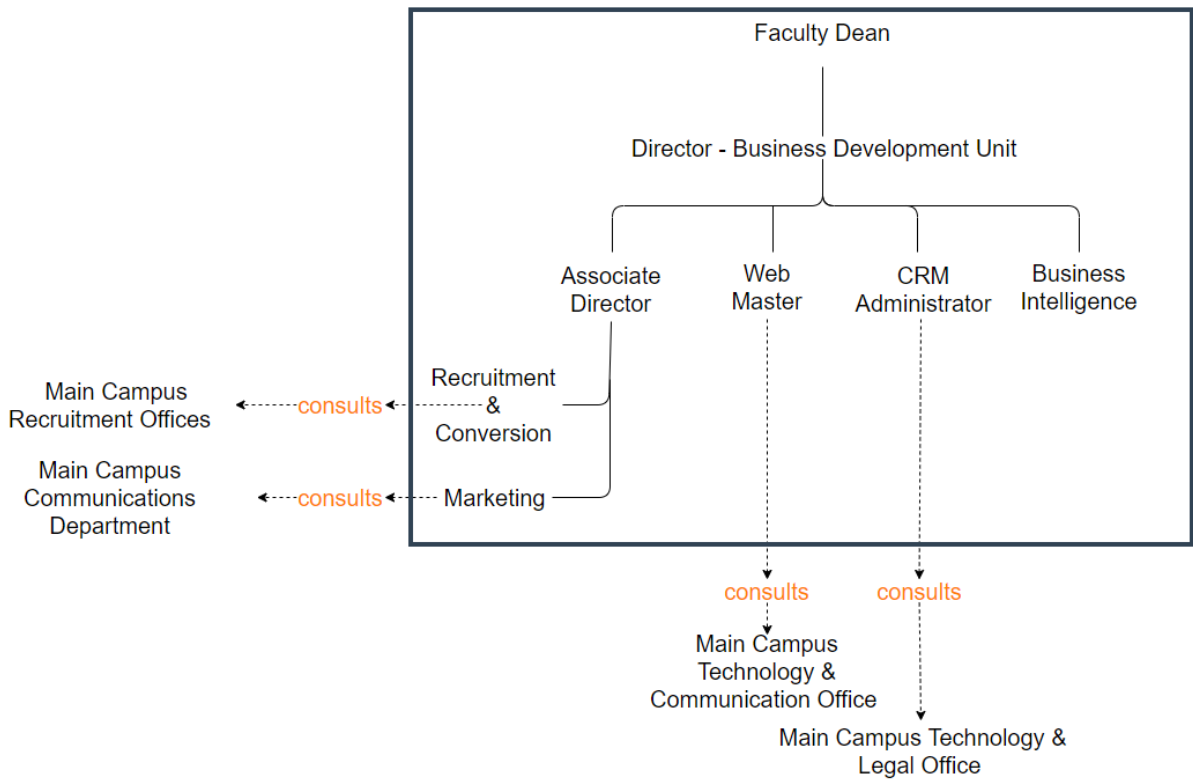 Faculty Dean
Director - Business Development Unit
Associate
Director
Web
Master
CRM
Administrator
Business
Intelligence
Recruitment
&
Conversion
consults
Main Campus
Recruitment Offices
Marketing
consults
Main Campus
Communications
Department
consults
consults
Main Campus
Technology &
Communication Office
Main Campus Technology &
Legal Office